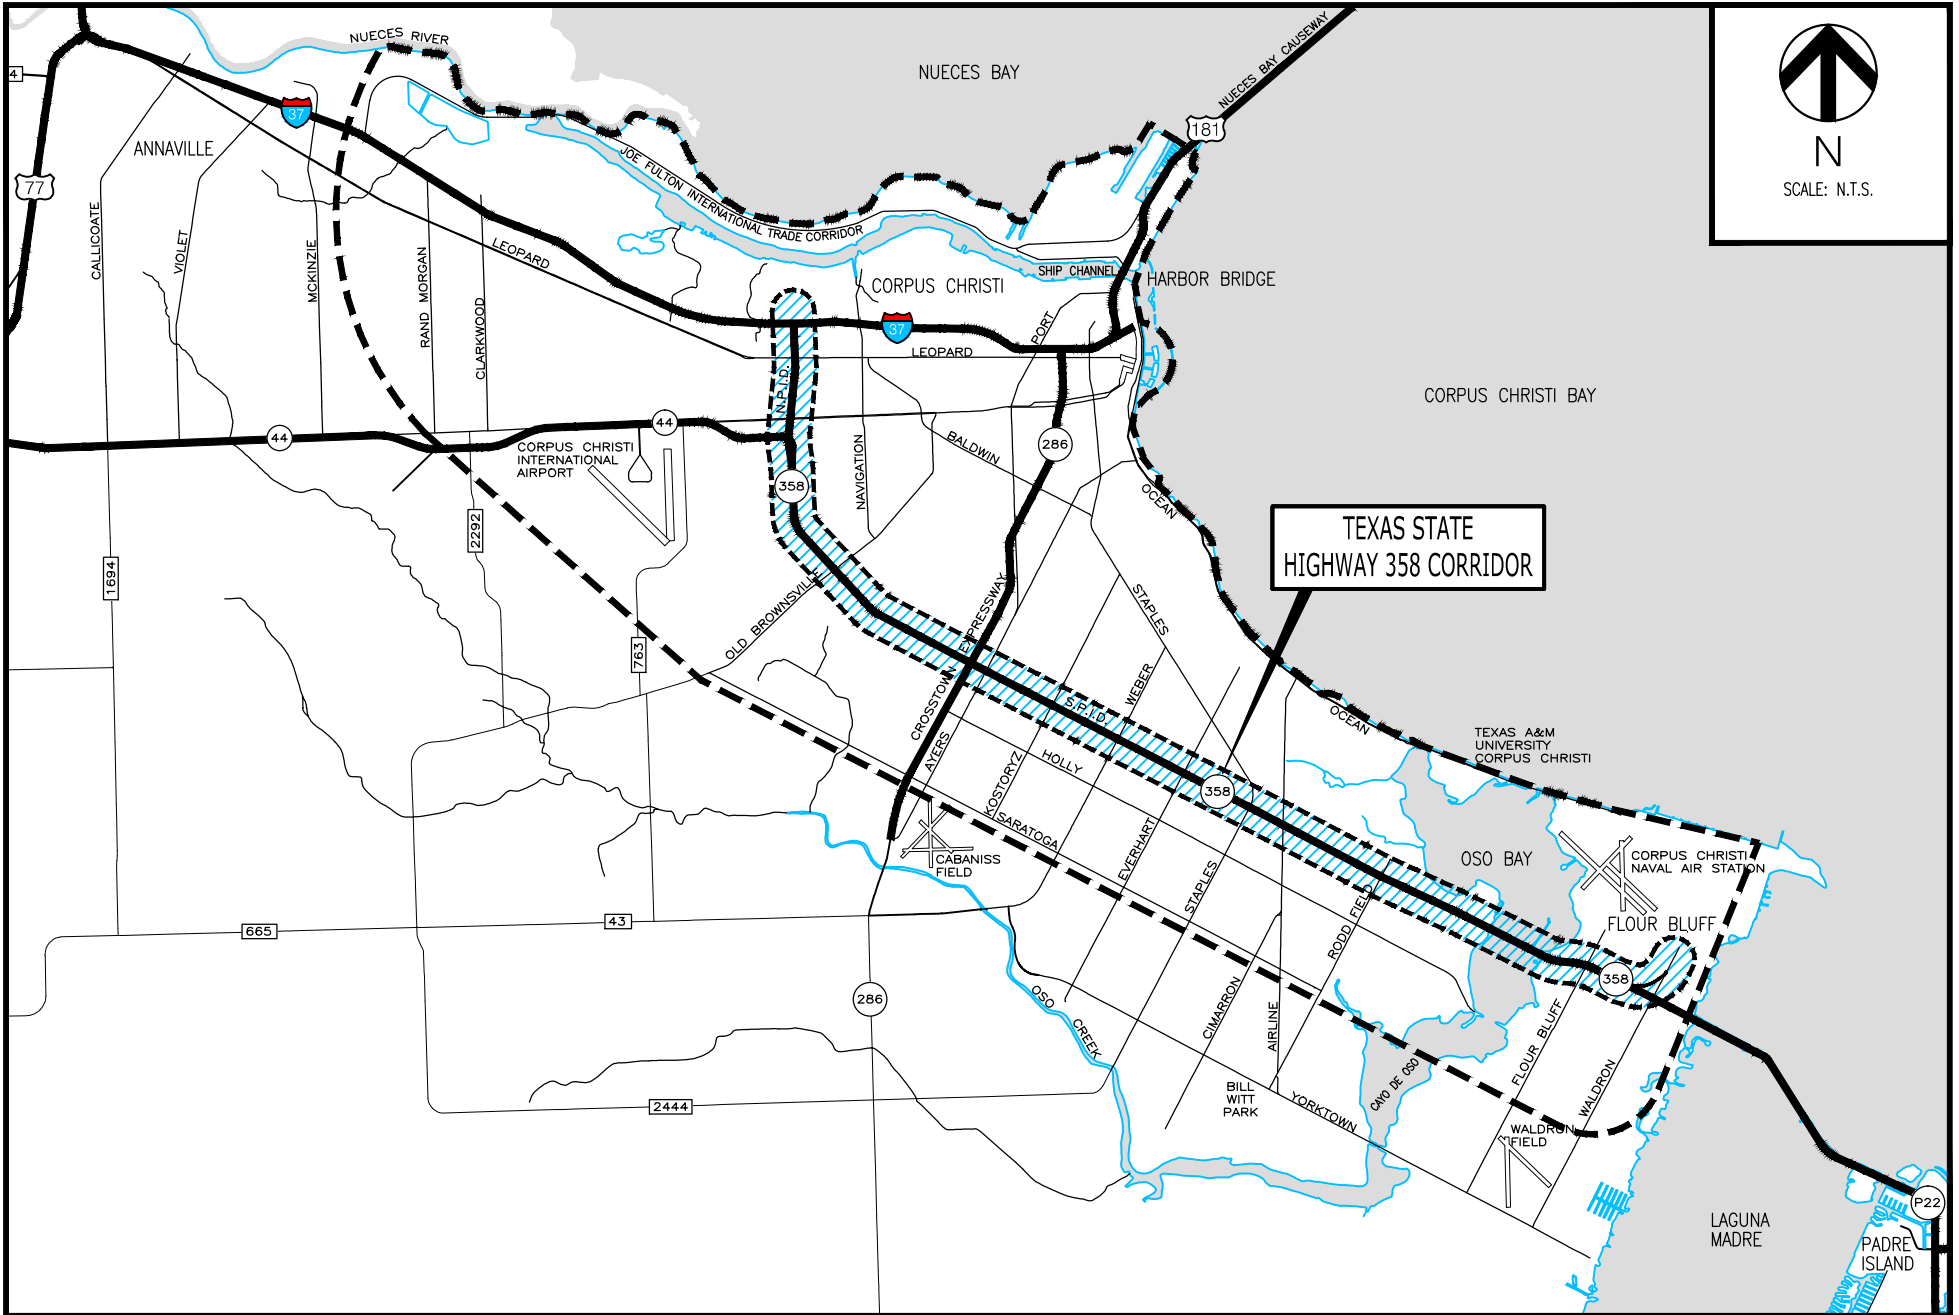 NUECES RIVER
NUECES BAY
NUECES BAY CAUSEWAY
N
SCALE: N.T.S.
4
37
181
ANNAVILLE
77
JOE FULTON INTERNATIONAL TRADE CORRIDOR
CALLICOATE
VIOLET
MCKINZIE
RAND MORGAN
CLARKWOOD
LEOPARD
SHIP CHANNEL
HARBOR BRIDGE
CORPUS CHRISTI
37
PORT
LEOPARD
N.P.I.D.
CORPUS CHRISTI BAY
44
44
CORPUS CHRISTI
INTERNATIONAL
AIRPORT
NAVIGATION
BALDWIN
286
358
OCEAN
2292
TEXAS STATE
HIGHWAY 358 CORRIDOR
1694
OLD BROWNSVILLE
763
CROSSTOWN EXPRESSWAY
STAPLES
WEBER
S.P.I.D.
OCEAN
AYERS
KOSTORYZ
HOLLY
TEXAS A&M
UNIVERSITY
CORPUS CHRISTI
358
SARATOGA
EVERHART
STAPLES
CABANISS
FIELD
OSO BAY
CORPUS CHRISTI
NAVAL AIR STATION
RODD FIELD
FLOUR BLUFF
665
43
358
286
OSO CREEK
CIMARRON
AIRLINE
FLOUR BLUFF
WALDRON
CAYO DE OSO
BILL
WITT
PARK
YORKTOWN
2444
WALDRON
FIELD
P22
LAGUNA
MADRE
PADRE
ISLAND